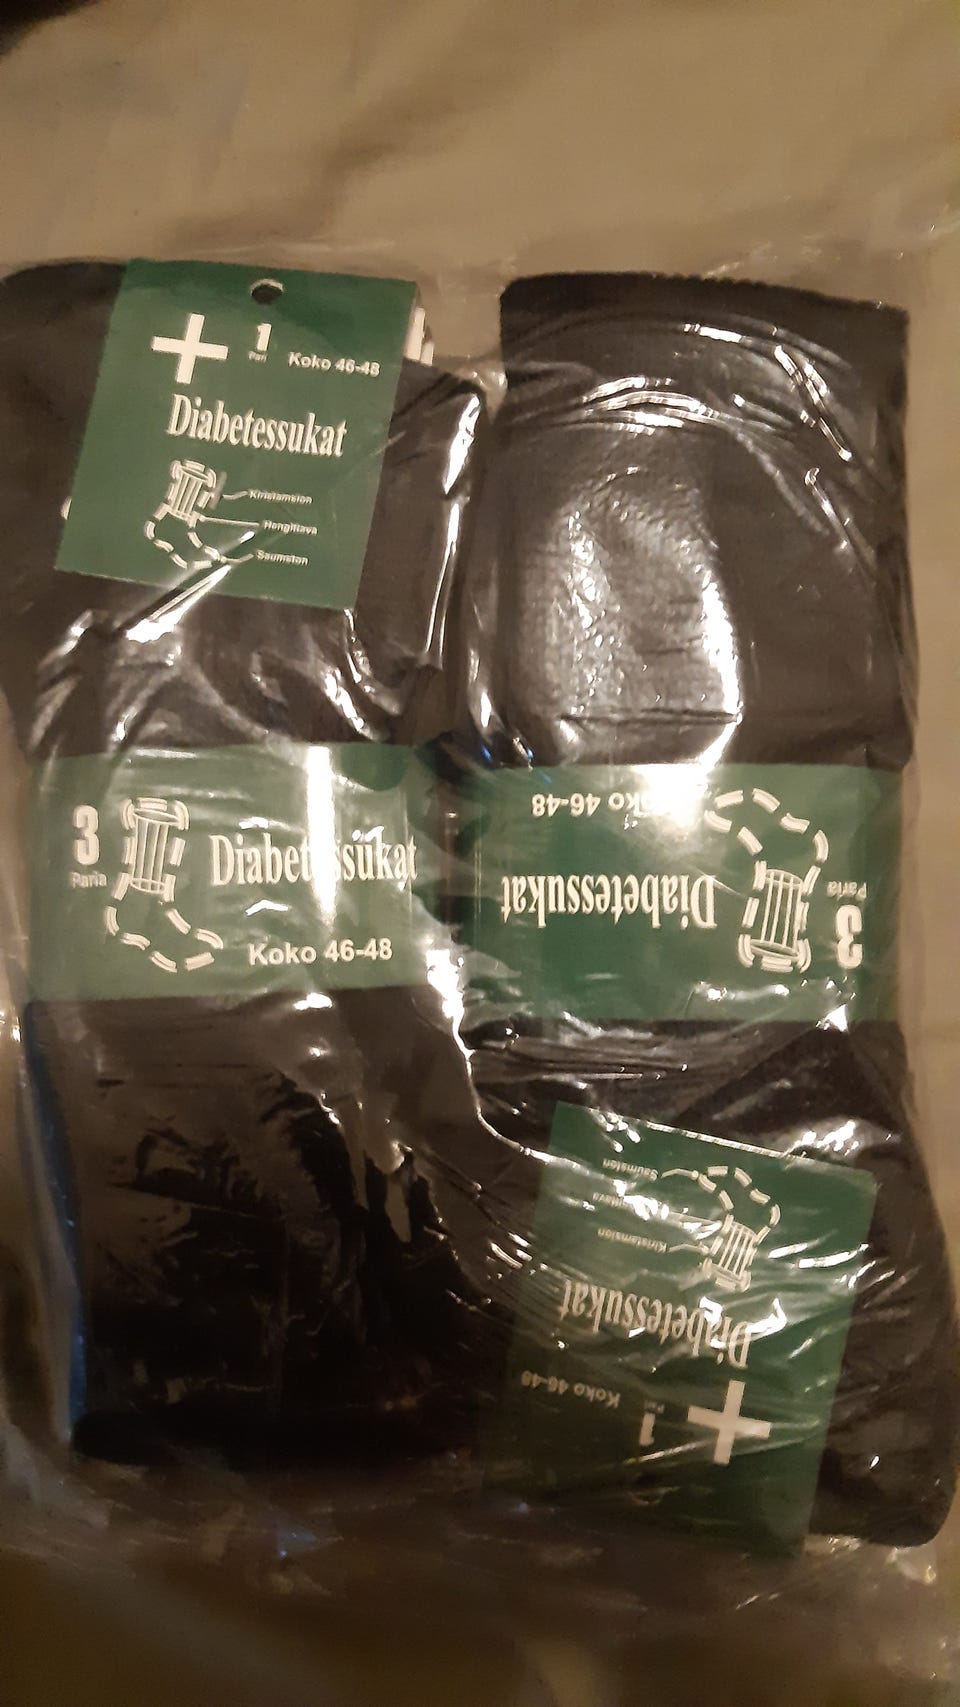 + 1
Pari
Koko 46-48
Diabetessukat
Kiristämätön
Hengittävä
Saumaton
3
Paria
Diabetessukat
Koko 46-48
3
Paria
Diabetessukat
Koko 46-48
+ 1
Pari
Koko 46-48
Diabetessukat